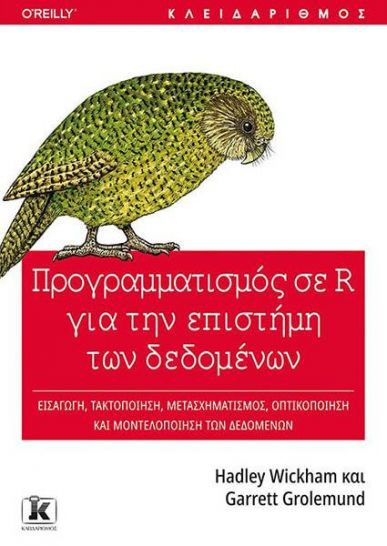 O'REILLY®
ΚΛΕΙΔΑΡΙΘΜΟΣ
Προγραμματισμός σε R
για την επιστήμη
των δεδομένων
ΕΙΣΑΓΩΓΗ, ΤΑΚΤΟΠΟΙΗΣΗ, ΜΕΤΑΣΧΗΜΑΤΙΣΜΟΣ, ΟΠΤΙΚΟΠΟΙΗΣΗ
ΚΑΙ ΜΟΝΤΕΛΟΠΟΙΗΣΗ ΤΩΝ ΔΕΔΟΜΕΝΩΝ
Hadley Wickham και
Garrett Grolemund
ΚΛΕΙΔΑΡΙΘΜΟΣ